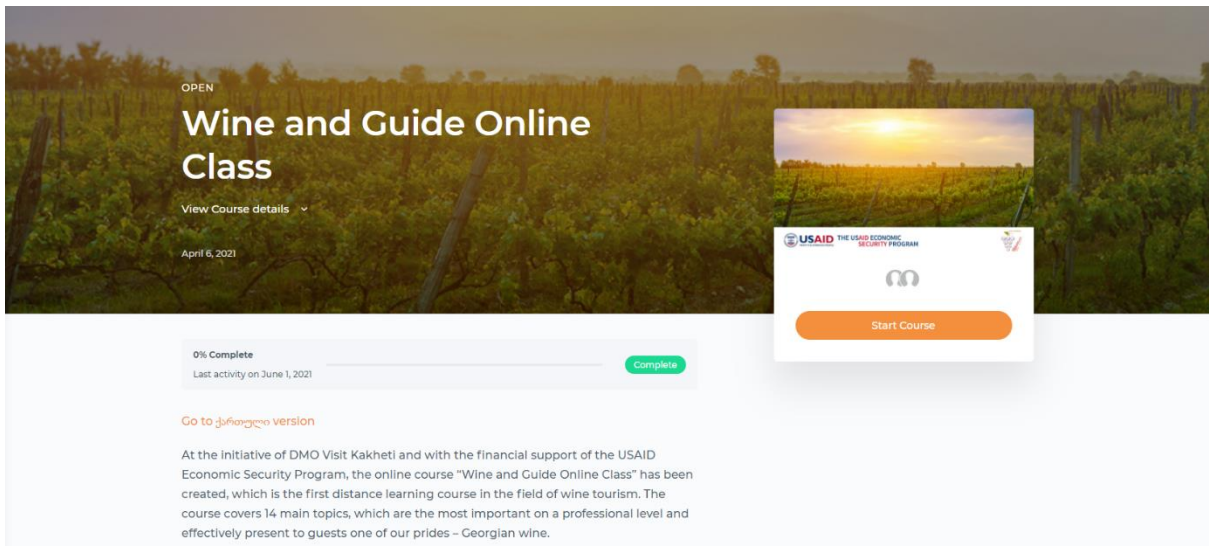 OPEN
Wine and Guide Online
Class
View Course details
April 6, 2021
USAID THE USAID ECONOMIC
SECURITY PROGRAM
Start Course
0% Complete
Last activity on June 1, 2021
Complete
Go to ქართული version
At the initiative of DMO Visit Kakheti and with the financial support of the USAID
Economic Security Program, the online course "Wine and Guide Online Class" has been
created, which is the first distance learning course in the field of wine tourism. The
course covers 14 main topics, which are the most important on a professional level and
effectively present to guests one of our prides – Georgian wine.